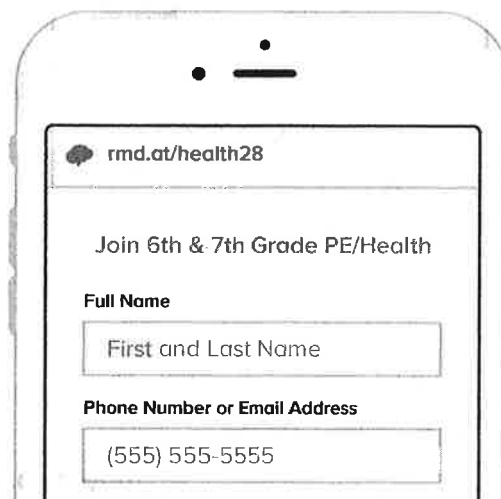 rmd.at/health28
Join 6th & 7th Grade PE/Health
Full Name
First and Last Name
Phone Number or Email Address
(555) 555-5555